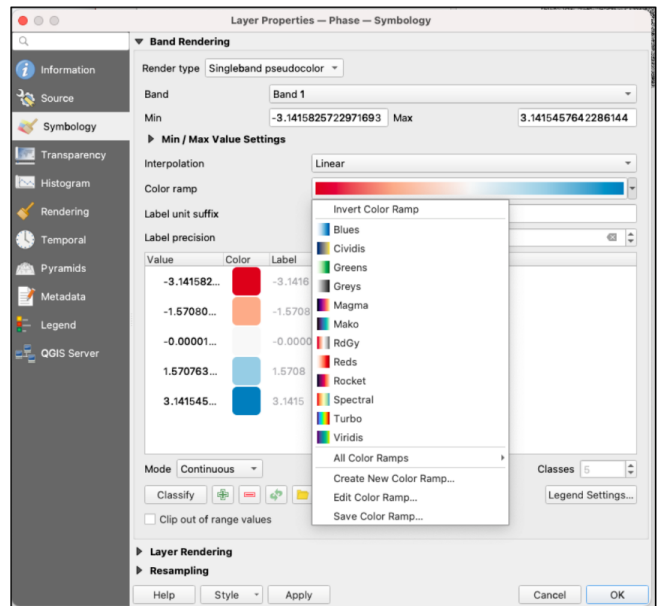 Layer Properties — Phase — Symbology
Information
Source
Symbology
Transparency
Histogram
Rendering
Temporal
Pyramids
Metadata
Legend
QGIS Server
Band Rendering
Render type Singleband pseudocolor
Band Band 1
Min -3.1415825722971693 Max 3.1415457642286144
Min / Max Value Settings
Interpolation Linear
Color ramp
Label unit suffix
Label precision
Value Color Label
-3.141582... -3.1416
-1.57080... -1.5708
-0.00001... -0.0000
1.570763... 1.5708
3.141545... 3.1415
Invert Color Ramp
Blues
Cividis
Greens
Greys
Magma
Mako
RdGy
Reds
Rocket
Spectral
Turbo
Viridis
All Color Ramps
Create New Color Ramp...
Edit Color Ramp...
Save Color Ramp...
Mode Continuous Classes 5
Classify Legend Settings...
Clip out of range values
Layer Rendering
Resampling
Help Style Apply Cancel OK